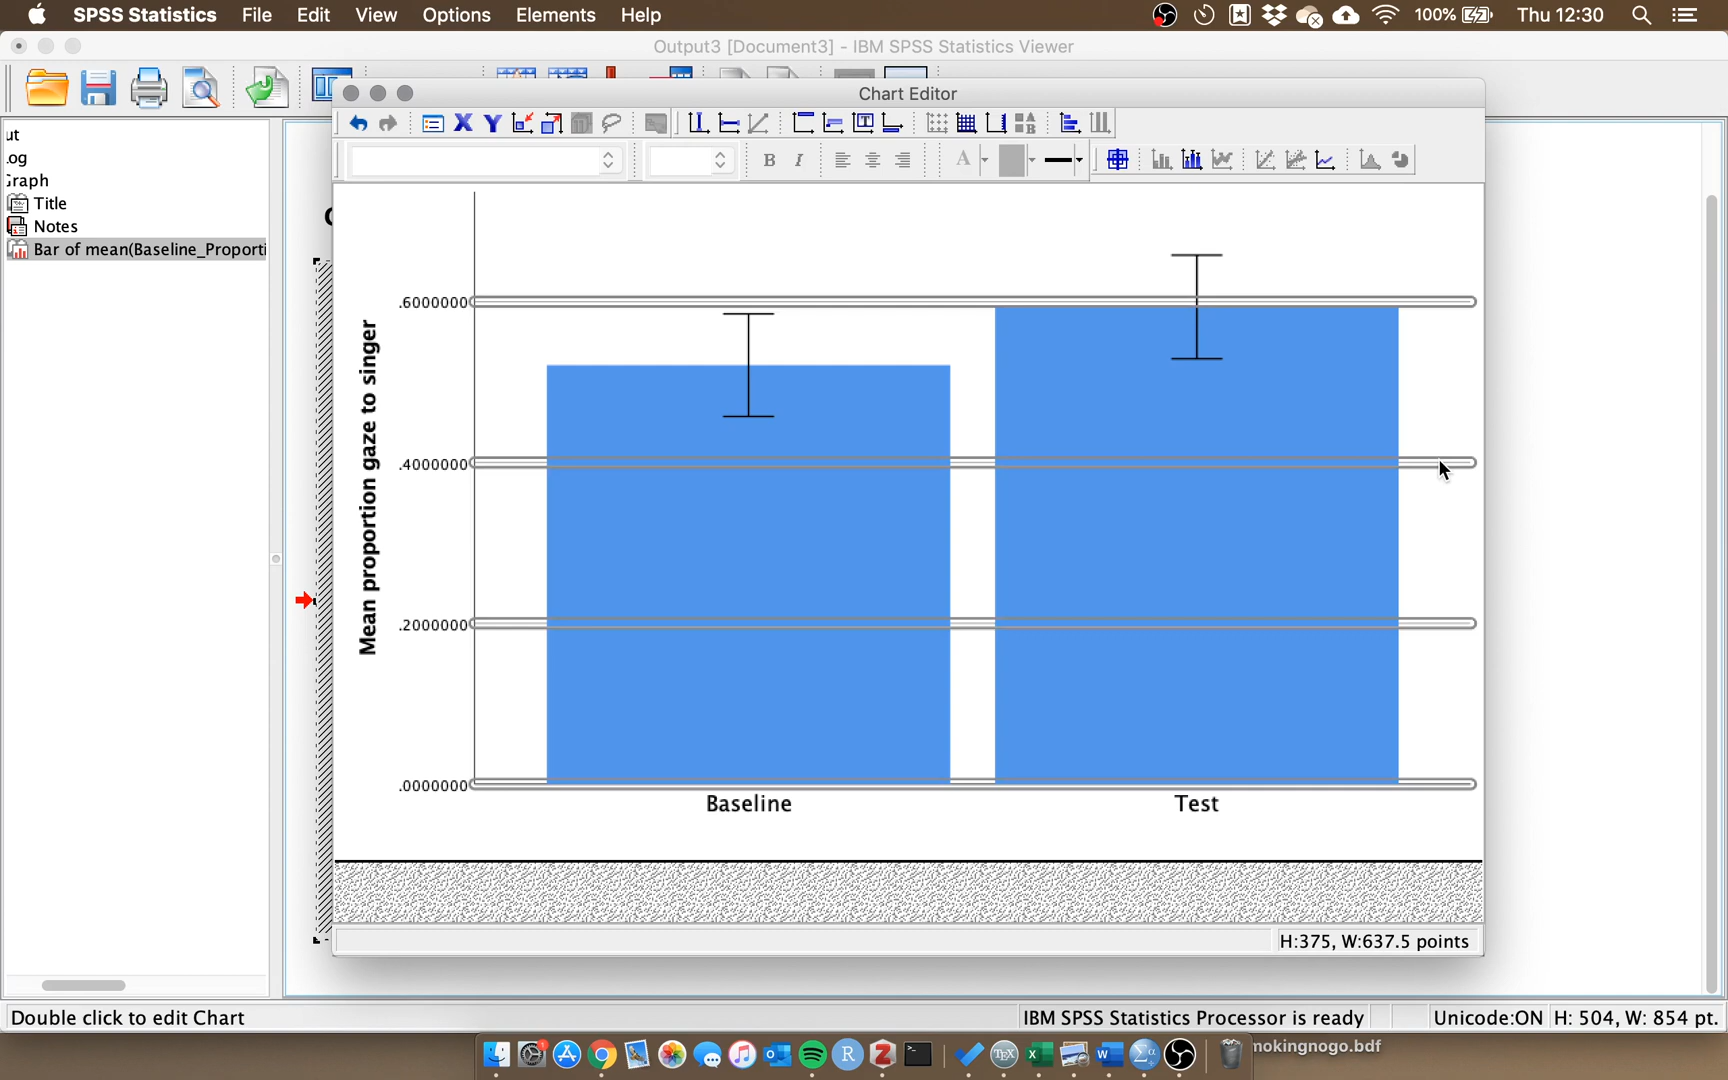 SPSS Statistics File Edit View Options Elements Help 100% Thu 12:30
Output3 [Document3] - IBM SPSS Statistics Viewer
Chart Editor
ut
Log
Graph
Title
Notes
Bar of mean(Baseline_Proporti
B I A
.6000000
.4000000
.2000000
.0000000
Mean proportion gaze to singer
Baseline Test
H:375, W:637.5 points
Double click to edit Chart IBM SPSS Statistics Processor is ready Unicode:ON H: 504, W: 854 pt.
mokingnogo.bdf